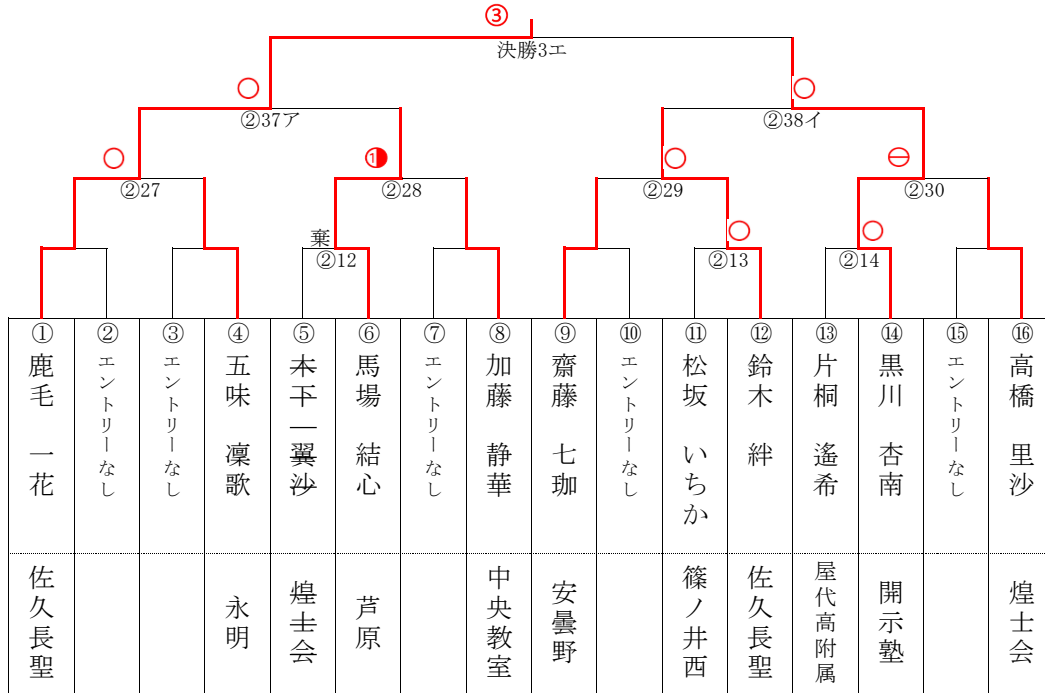 ③
決勝3エ
②37ア
②38イ
①
②27
②28
②29
②30
棄
②12
②13
②14
①
②
③
④
⑤
⑥
⑦
⑧
⑨
⑩
⑪
⑫
⑬
⑭
⑮
⑯
鹿毛 一花
エントリーなし
エントリーなし
五味 凜歌
木下 翼沙
馬場 結心
エントリーなし
加藤 静華
齋藤 七珈
エントリーなし
松坂 いちか
鈴木 絆
片桐 遙希
黒川 杏南
エントリーなし
高橋 里沙
佐久長聖
永明
煌士会
芦原
中央教室
安曇野
篠ノ井西
佐久長聖
屋代高附属
開示塾
煌士会